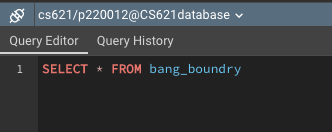 cs621/p220012@CS621database
Query Editor Query History
1 SELECT * FROM bang_boundry